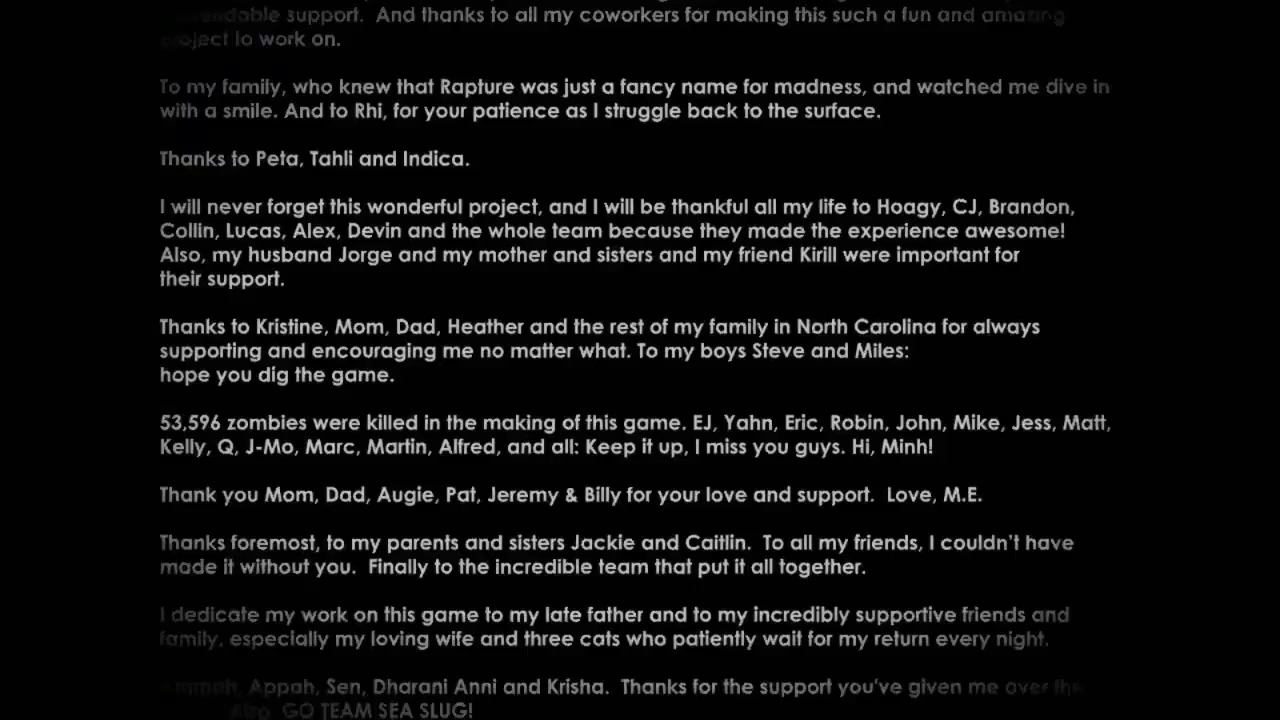 support.  And thanks to all my coworkers for making this such a fun and amazing
project to work on.
To my family, who knew that Rapture was just a fancy name for madness, and watched me dive in
with a smile. And to Rhi, for your patience as I struggle back to the surface.
Thanks to Peta, Tahli and Indica.
I will never forget this wonderful project, and I will be thankful all my life to Hoagy, CJ, Brandon,
Collin, Lucas, Alex, Devin and the whole team because they made the experience awesome!
Also, my husband Jorge and my mother and sisters and my friend Kirill were important for
their support.
Thanks to Kristine, Mom, Dad, Heather and the rest of my family in North Carolina for always
supporting and encouraging me no matter what. To my boys Steve and Miles:
hope you dig the game.
53,596 zombies were killed in the making of this game. EJ, Yahn, Eric, Robin, John, Mike, Jess, Matt,
Kelly, Q, J-Mo, Marc, Martin, Alfred, and all: Keep it up, I miss you guys. Hi, Minh!
Thank you Mom, Dad, Augie, Pat, Jeremy & Billy for your love and support.  Love, M.E.
Thanks foremost, to my parents and sisters Jackie and Caitlin.  To all my friends, I couldn't have
made it without you.  Finally to the incredible team that put it all together.
I dedicate my work on this game to my late father and to my incredibly supportive friends and
family, especially my loving wife and three cats who patiently wait for my return every night.
Appah, Sen, Dharani Anni and Krisha.  Thanks for the support you've given me over the
GO TEAM SEA SLUG!